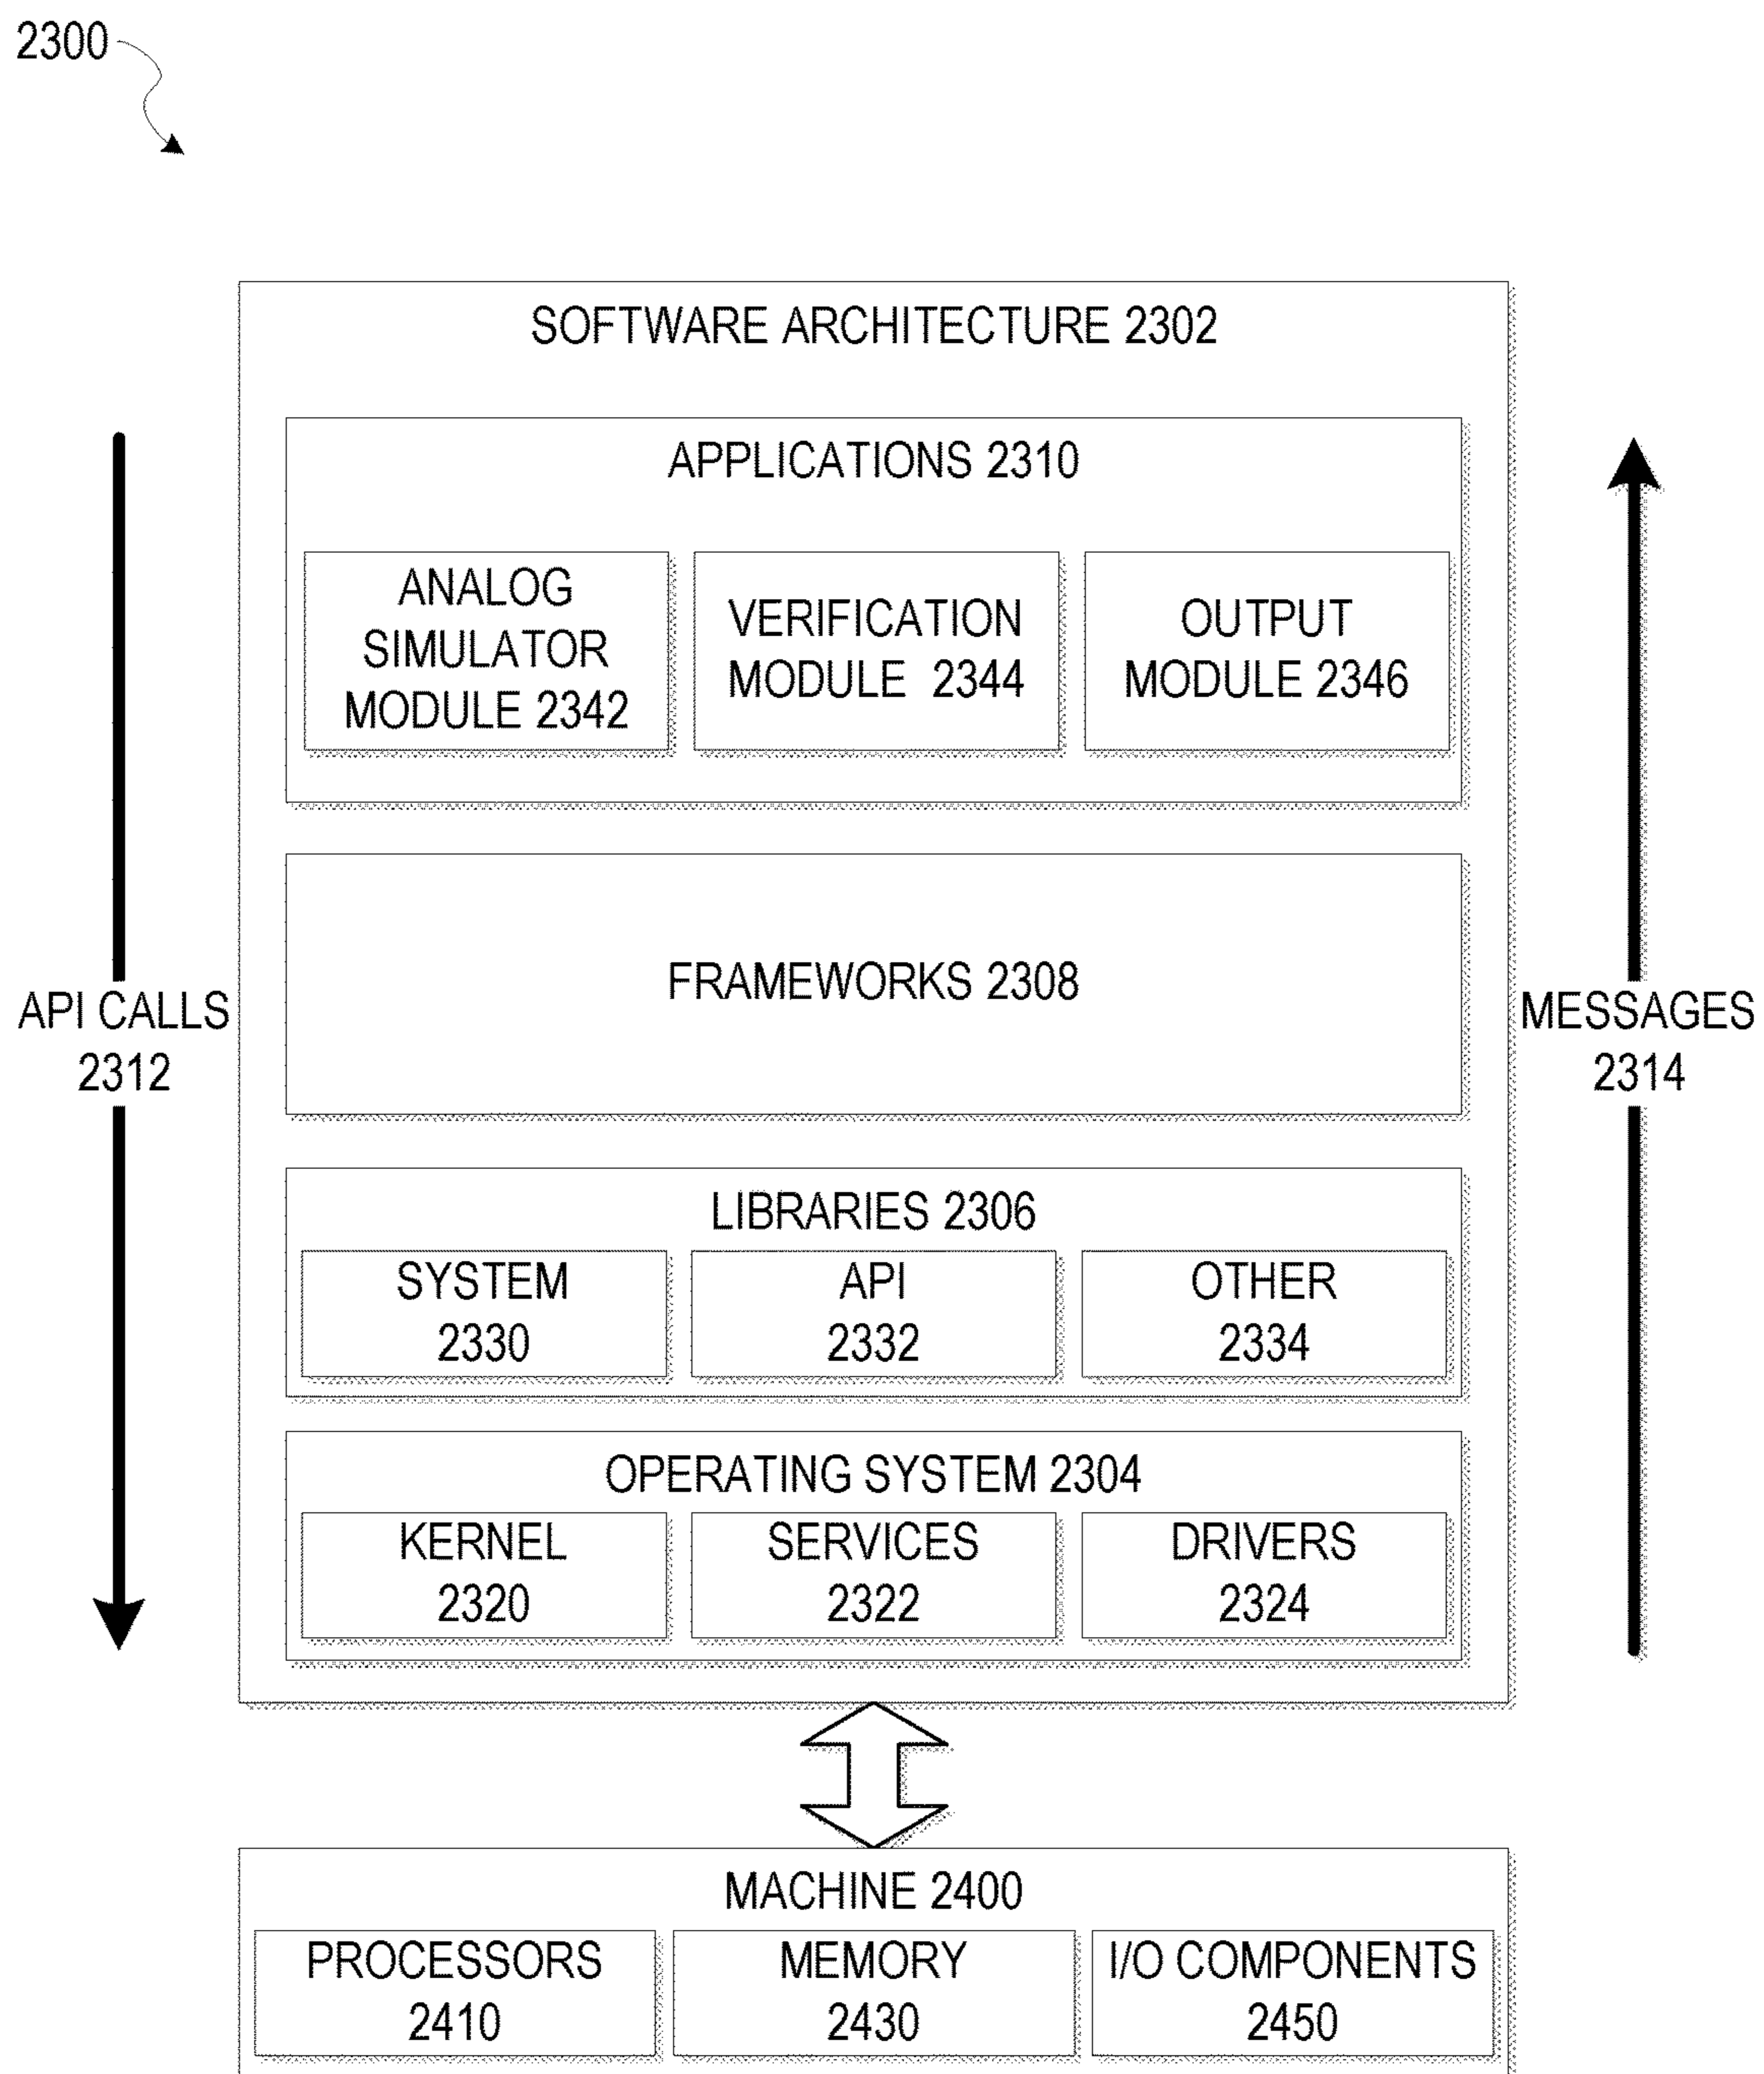 2300
SOFTWARE ARCHITECTURE 2302
APPLICATIONS 2310
ANALOG
SIMULATOR
MODULE 2342
VERIFICATION
MODULE 2344
OUTPUT
MODULE 2346
FRAMEWORKS 2308
API CALLS
2312
MESSAGES
2314
LIBRARIES 2306
SYSTEM
2330
API
2332
OTHER
2334
OPERATING SYSTEM 2304
KERNEL
2320
SERVICES
2322
DRIVERS
2324
MACHINE 2400
PROCESSORS
2410
MEMORY
2430
I/O COMPONENTS
2450